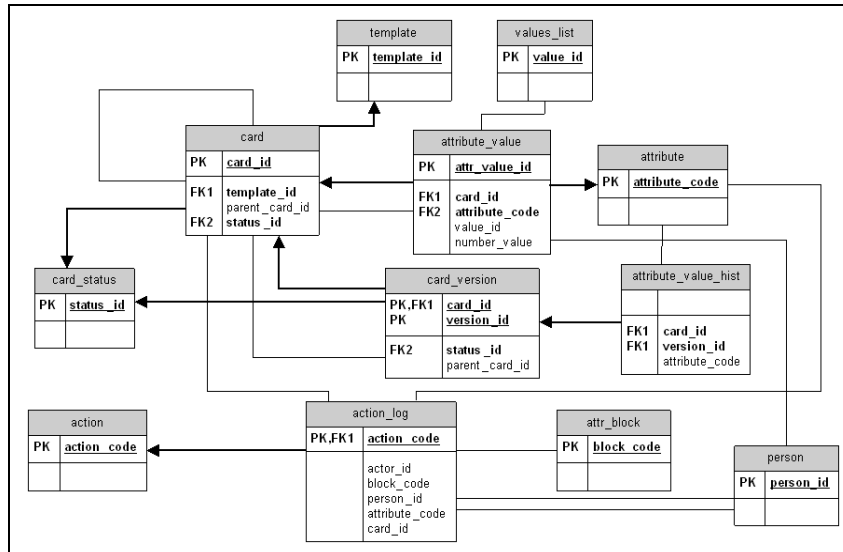 template
PK template_id
values_list
PK value_id
card
PK card_id
FK1 template_id
parent_card_id
FK2 status_id
attribute_value
PK attr_value_id
FK1 card_id
FK2 attribute_code
value_id
number_value
attribute
PK attribute_code
card_status
PK status_id
card_version
PK,FK1 card_id
PK version_id
FK2 status_id
parent_card_id
attribute_value_hist
FK1 card_id
FK1 version_id
attribute_code
action
PK action_code
action_log
PK,FK1 action_code
actor_id
block_code
person_id
attribute_code
card_id
attr_block
PK block_code
person
PK person_id